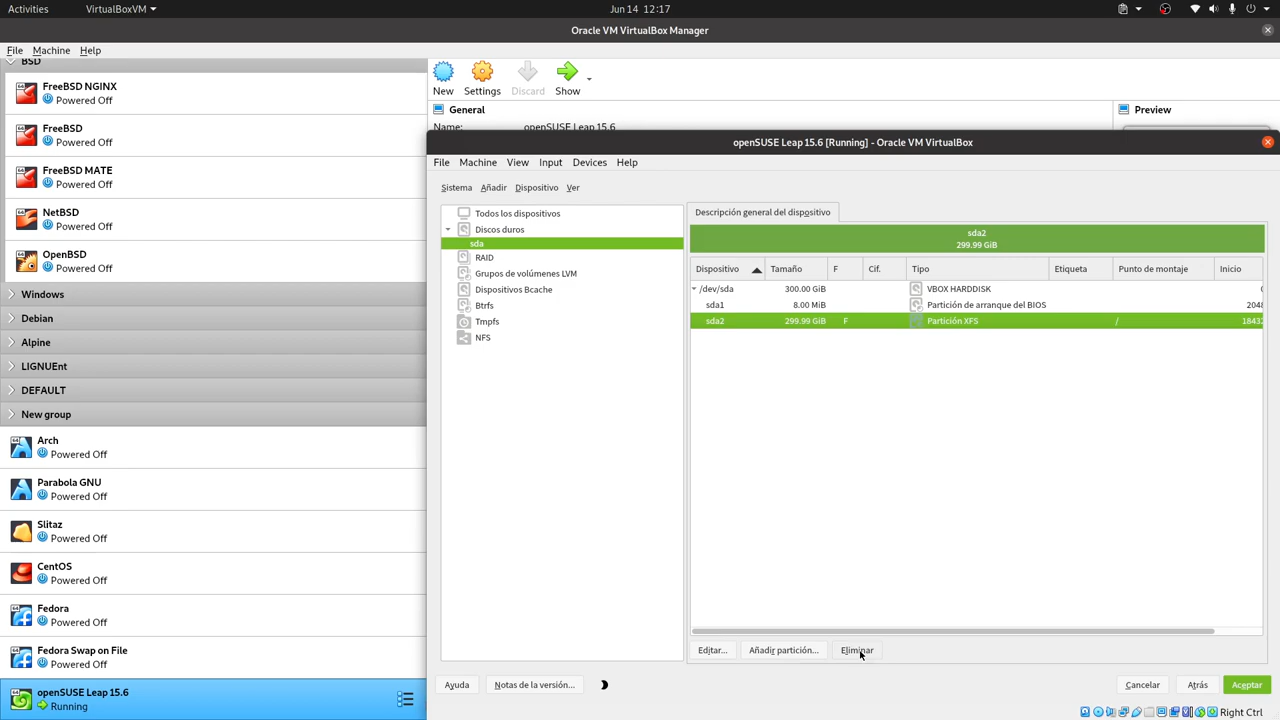 Activities VirtualBoxVM Jun 14 12:17
Oracle VM VirtualBox Manager
File Machine Help
BSD
FreeBSD NGINX
Powered Off
FreeBSD
Powered Off
FreeBSD MATE
Powered Off
NetBSD
Powered Off
OpenBSD
Powered Off
Windows
Debian
Alpine
LIGNUEnt
DEFAULT
New group
Arch
Powered Off
Parabola GNU
Powered Off
Slitaz
Powered Off
CentOS
Powered Off
Fedora
Powered Off
Fedora Swap on File
Powered Off
openSUSE Leap 15.6
Running
New Settings Discard Show
General
Preview
Name: openSUSE Leap 15.6
openSUSE Leap 15.6 [Running] - Oracle VM VirtualBox
File Machine View Input Devices Help
Sistema Añadir Dispositivo Ver
Todos los dispositivos
Discos duros
sda
RAID
Grupos de volúmenes LVM
Dispositivos Bcache
Btrfs
Tmpfs
NFS
Descripción general del dispositivo
sda2
299.99 GiB
Dispositivo Tamaño F Cif. Tipo Etiqueta Punto de montaje Inicio
/dev/sda 300.00 GiB VBOX HARDDISK
sda1 8.00 MiB Partición de arranque del BIOS 2048
sda2 299.99 GiB F Partición XFS /
Editar... Añadir partición... Eliminar
Ayuda Notas de la versión... Cancelar Atrás Aceptar
Right Ctrl